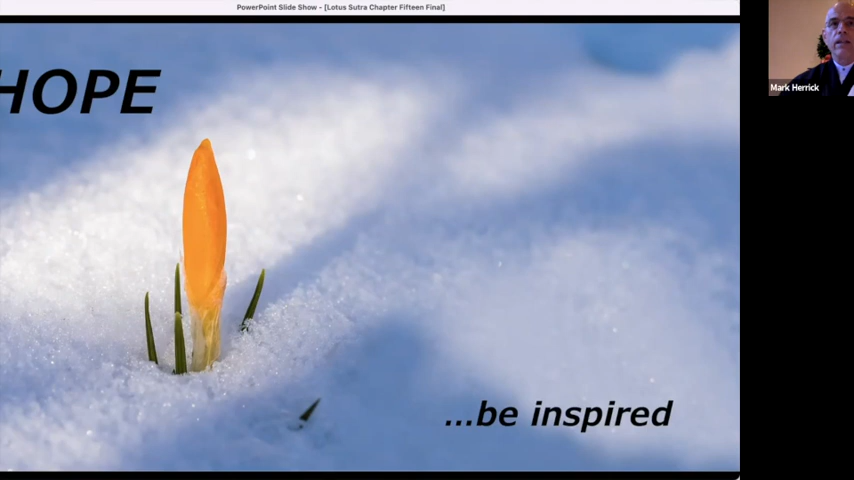 PowerPoint Slide Show - [Lotus Sutra Chapter Fifteen Final]
HOPE
Mark Herrick
...be inspired